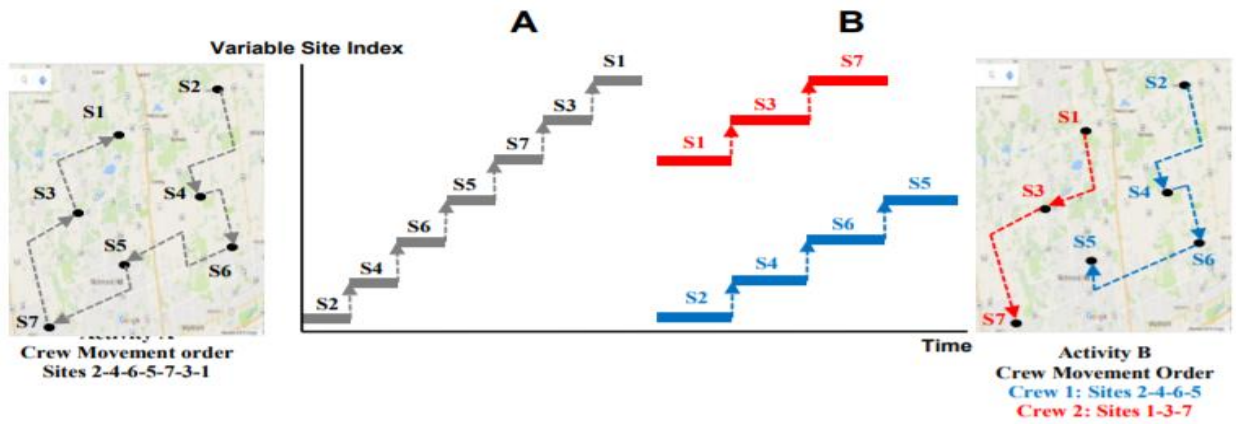 A
B
Variable Site Index
S1
S3
S7
S5
S6
S4
S2
S7
S3
S1
S5
S6
S4
S2
Time
S2
S1
S4
S3
S5
S6
S7
Google
Crew Movement order
Sites 2-4-6-5-7-3-1
S2
S1
S4
S3
S5
S6
S7
Google
Activity B
Crew Movement Order
Crew 1: Sites 2-4-6-5
Crew 2: Sites 1-3-7